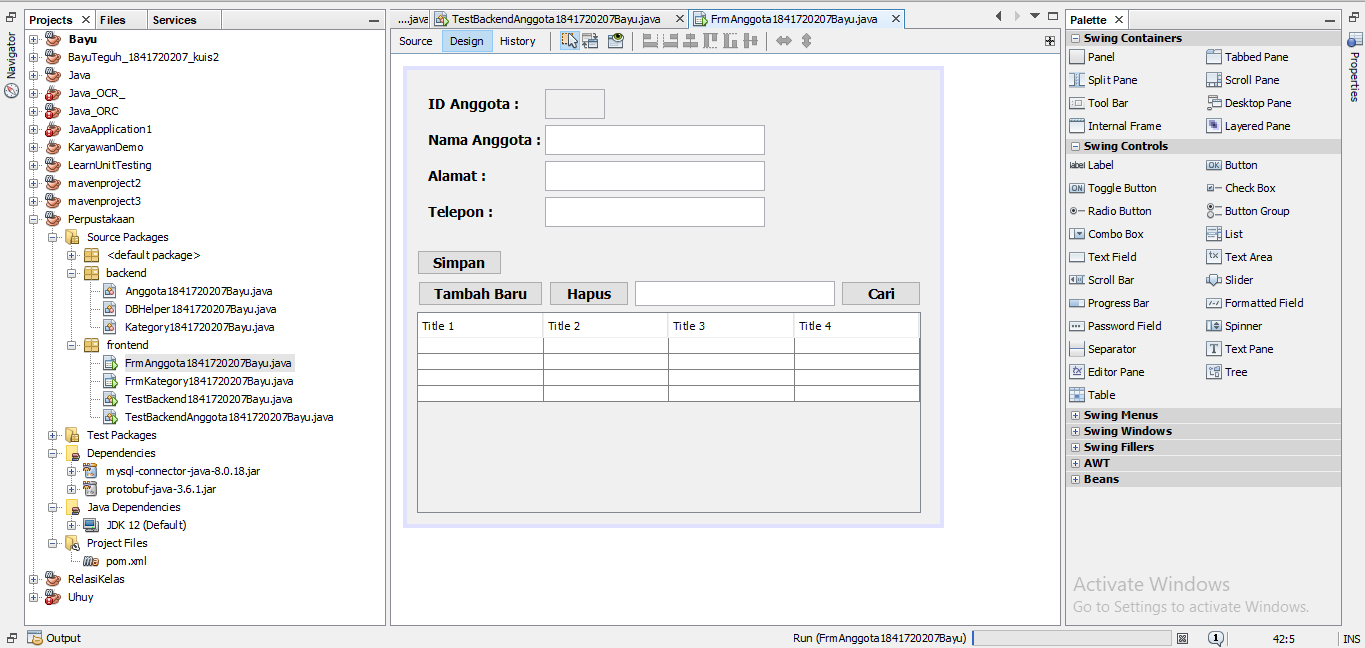 Projects
Files
Services
....java
TestBackendAnggota1841720207Bayu.java
FrmAnggota1841720207Bayu.java
Palette
Navigator
Bayu
BayuTeguh_1841720207_kuis2
Java
Java_OCR_
Java_ORC
JavaApplication1
KaryawanDemo
LearnUnitTesting
mavenproject2
mavenproject3
Perpustakaan
Source Packages
<default package>
backend
Anggota1841720207Bayu.java
DBHelper1841720207Bayu.java
Kategory1841720207Bayu.java
frontend
FrmAnggota1841720207Bayu.java
FrmKategory1841720207Bayu.java
TestBackend1841720207Bayu.java
TestBackendAnggota1841720207Bayu.java
Test Packages
Dependencies
mysql-connector-java-8.0.18.jar
protobuf-java-3.6.1.jar
Java Dependencies
JDK 12 (Default)
Project Files
pom.xml
RelasiKelas
Uhuy
Source Design History
ID Anggota :
Nama Anggota :
Alamat :
Telepon :
Simpan
Tambah Baru Hapus Cari
Title 1 Title 2 Title 3 Title 4
Swing Containers
Panel Tabbed Pane
Split Pane Scroll Pane
Tool Bar Desktop Pane
Internal Frame Layered Pane
Swing Controls
label Label OK Button
ON Toggle Button Check Box
Radio Button Button Group
Combo Box List
Text Field Text Area
Scroll Bar Slider
Progress Bar Formatted Field
Password Field Spinner
Separator T Text Pane
Editor Pane Tree
Table
Swing Menus
Swing Windows
Swing Fillers
AWT
Beans
Properties
Activate Windows
Go to Settings to activate Windows.
Output
Run (FrmAnggota1841720207Bayu)
1
42:5
INS